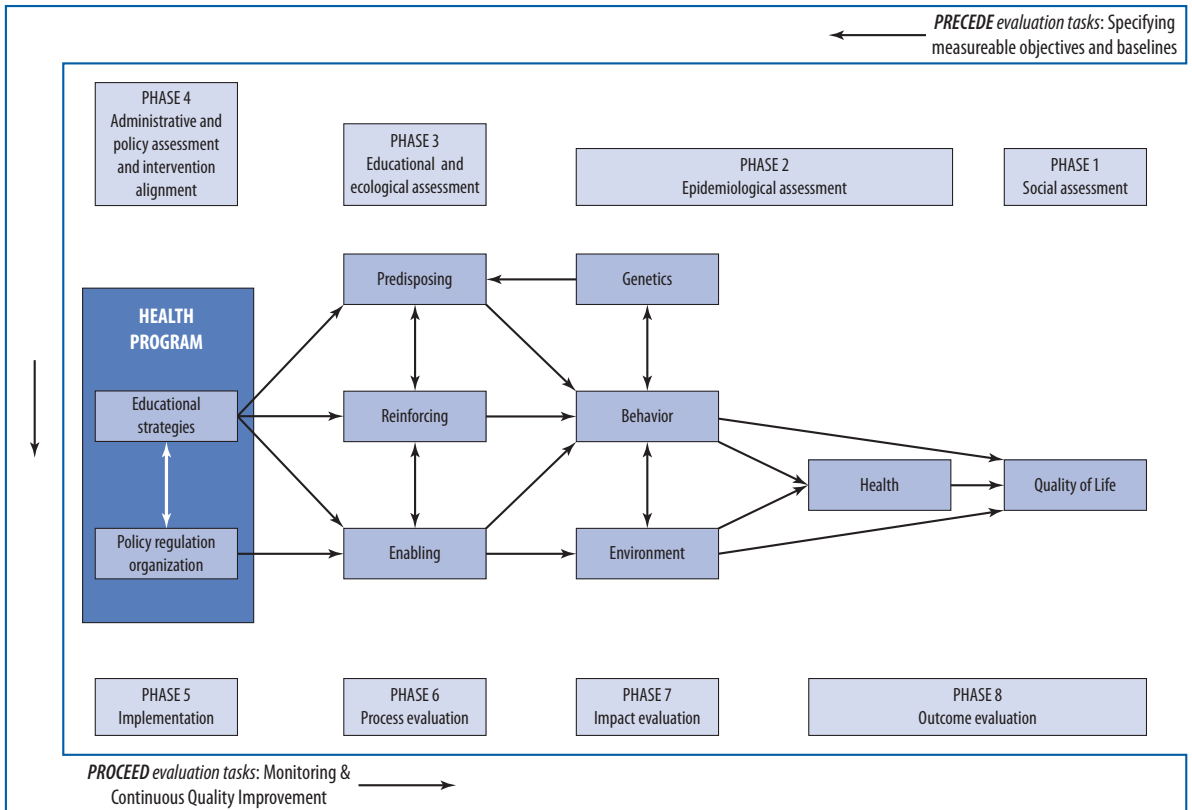 PRECEDE evaluation tasks: Specifying
measureable objectives and baselines
PHASE 4
Administrative and
policy assessment
and intervention
alignment
PHASE 3
Educational and
ecological assessment
PHASE 2
Epidemiological assessment
PHASE 1
Social assessment
HEALTH
PROGRAM
Educational
strategies
Policy regulation
organization
Predisposing
Reinforcing
Enabling
Genetics
Behavior
Environment
Health
Quality of Life
PHASE 5
Implementation
PHASE 6
Process evaluation
PHASE 7
Impact evaluation
PHASE 8
Outcome evaluation
PROCEED evaluation tasks: Monitoring &
Continuous Quality Improvement